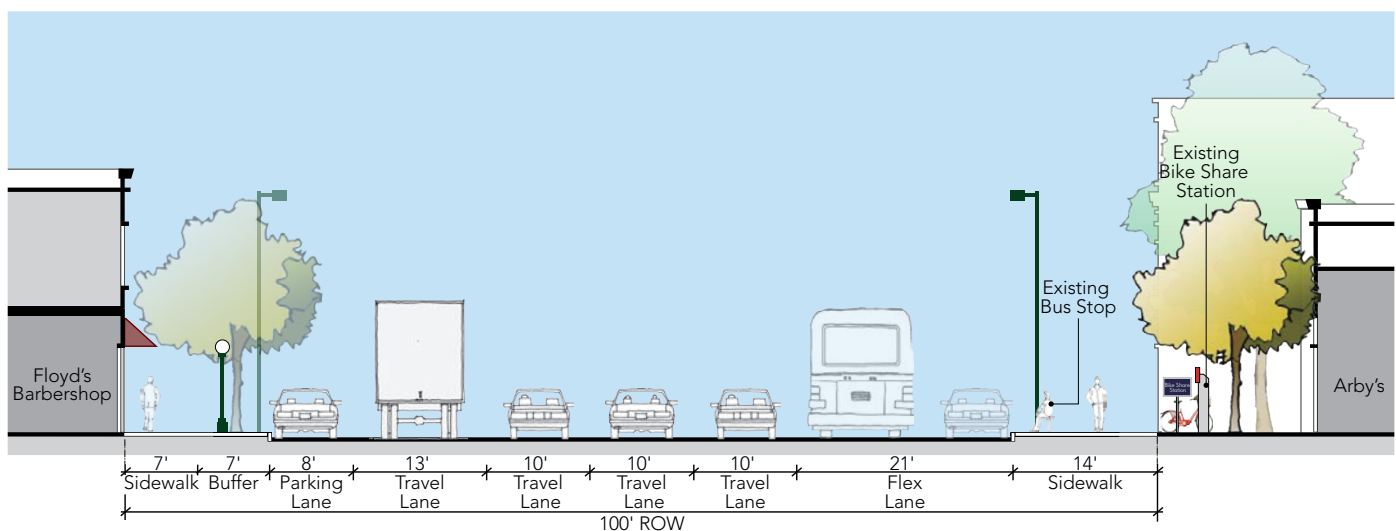 Existing
Bike Share
Station
Existing
Bus Stop
Floyd's
Barbershop
Bike Share
Station
Arby's
7' 7' 8' 13' 10' 10' 10' 21' 14'
Sidewalk Buffer Parking Travel Travel Travel Travel Flex Sidewalk
Lane Lane Lane Lane Lane Lane
100' ROW